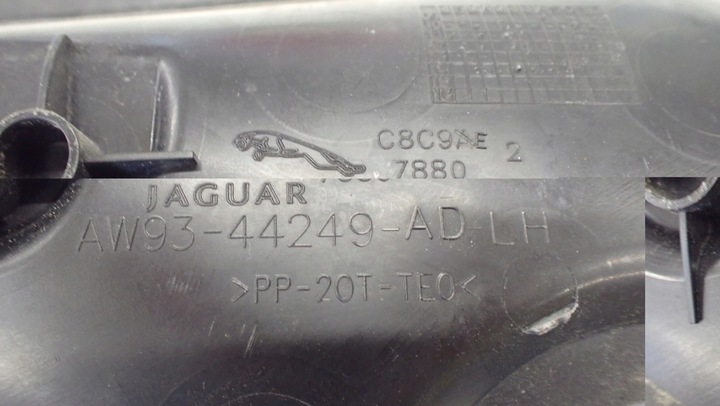 C8C9AE 2
7880
JAGUAR
AW93-44249-AD LH
>PP-20T-TE0<